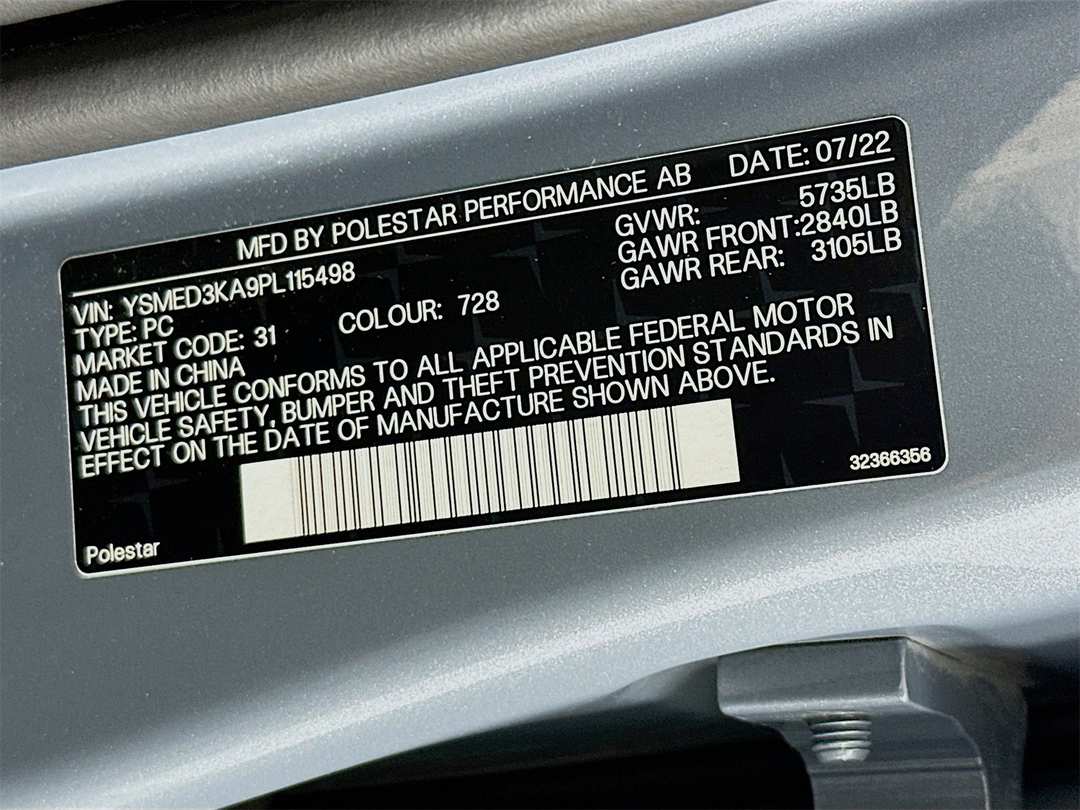 MFD BY POLESTAR PERFORMANCE AB DATE: 07/22
VIN: YSMED3KA9PL115498
GVWR: 5735LB
TYPE: PC
GAWR FRONT:2840LB
MARKET CODE: 31 COLOUR: 728
GAWR REAR: 3105LB
MADE IN CHINA
THIS VEHICLE CONFORMS TO ALL APPLICABLE FEDERAL MOTOR
VEHICLE SAFETY, BUMPER AND THEFT PREVENTION STANDARDS IN
EFFECT ON THE DATE OF MANUFACTURE SHOWN ABOVE.
Polestar
32366356